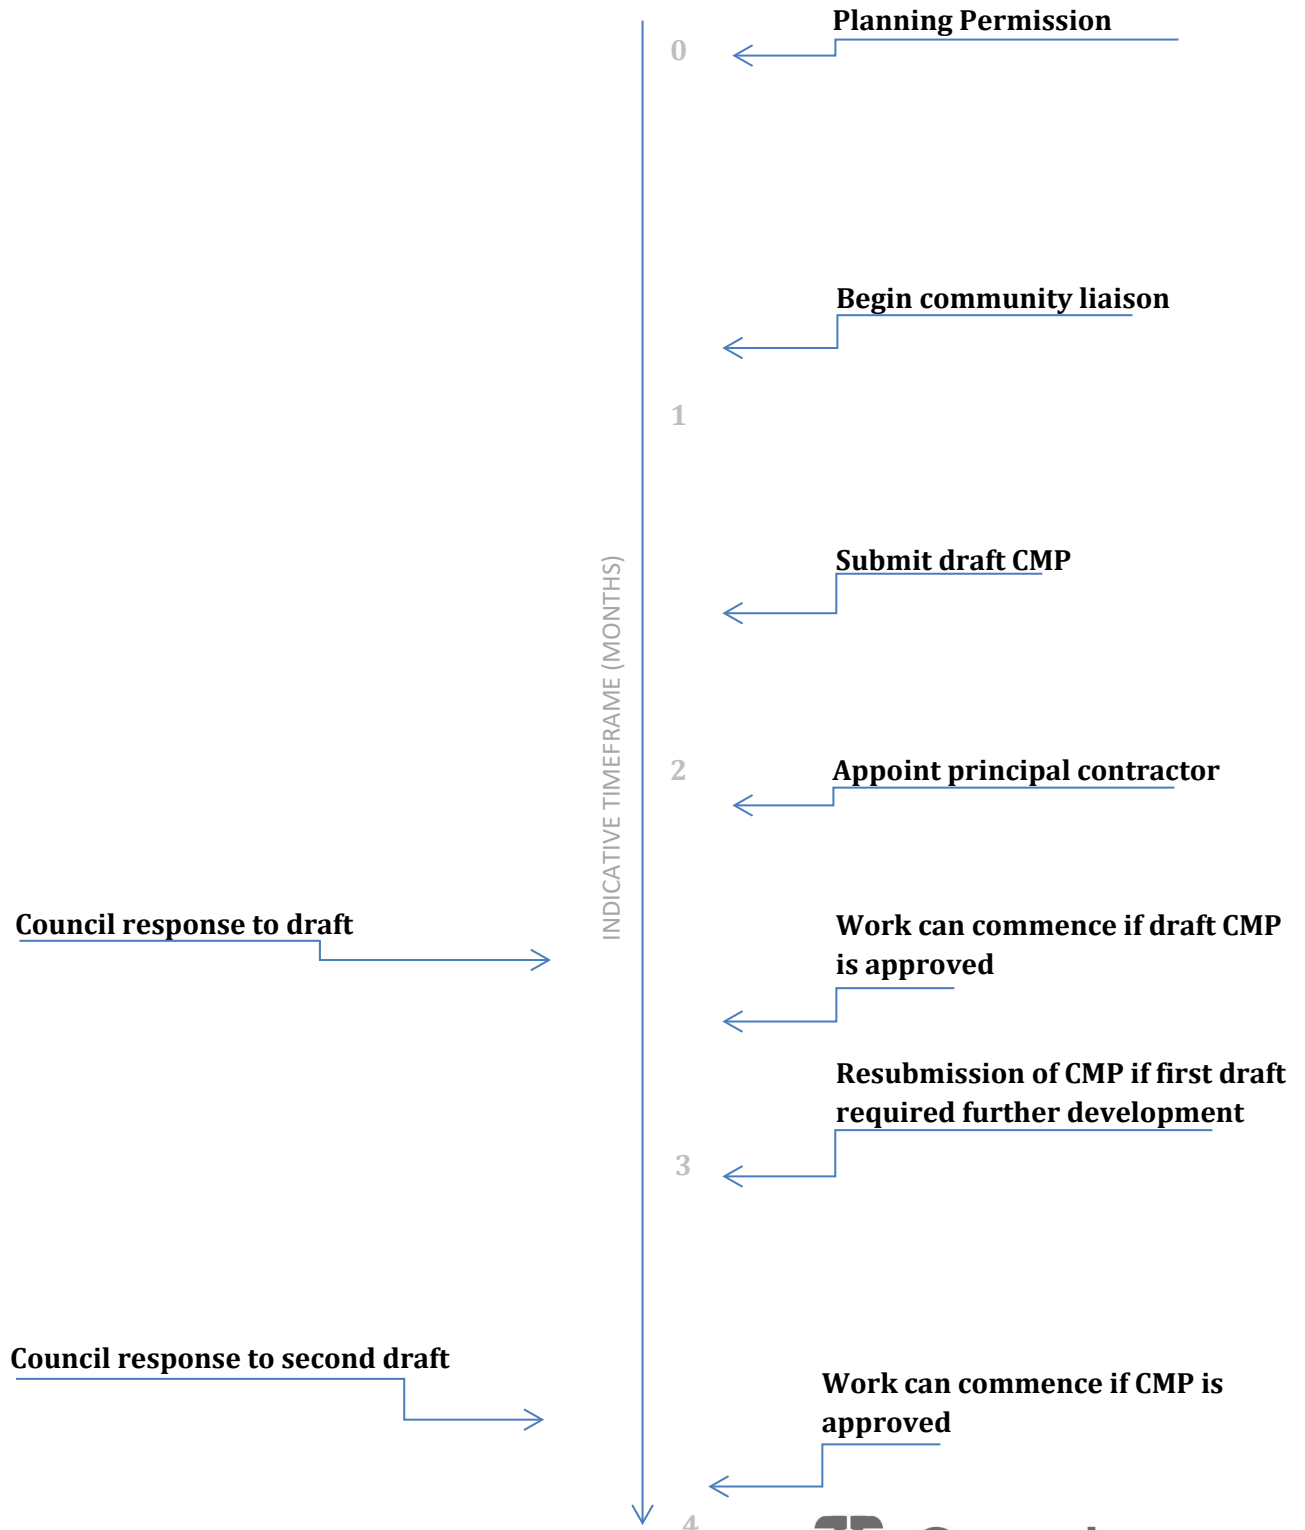 Planning Permission
0
Begin community liaison
1
Submit draft CMP
INDICATIVE TIMEFRAME (MONTHS)
2
Appoint principal contractor
Council response to draft
Work can commence if draft CMP
is approved
Resubmission of CMP if first draft
required further development
3
Council response to second draft
Work can commence if CMP is
approved
4